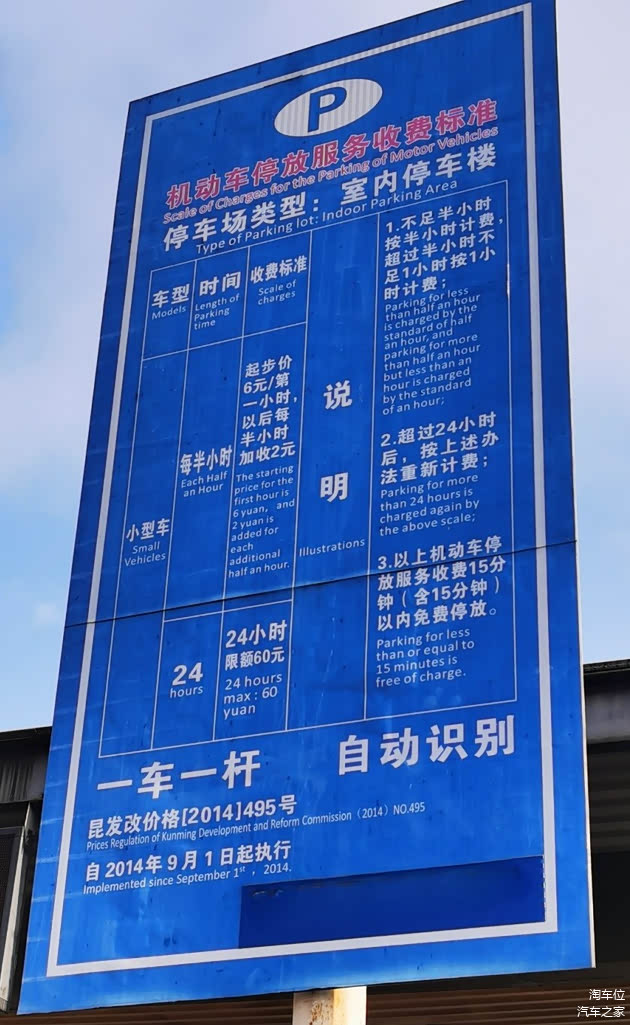 P
机动车停放服务收费标准
Scale of Charges for the Parking of Motor Vehicles
停车场类型：室内停车楼
Type of Parking lot: Indoor Parking Area
车型
Models
时间
Length of
Parking
time
收费标准
Scale of
charges
小型车
Small
Vehicles
每半小时
Each Half
an Hour
起步价
6元/第
一小时，
以后每
半小时
加收2元
The starting
price for the
first hour is
6 yuan, and
2 yuan is
added for
each
additional
half an hour.
24
hours
24小时
限额60元
24 hours
max : 60
yuan
说
明
Illustrations
1.不足半小时
按半小时计费，
超过半小时不
足1小时按1小
时计费；
Parking for less
than half an hour
is charged by the
standard of half
an hour, and
parking for more
than half an hour
but less than an
hour is charged
by the standard
of an hour;
2.超过24小时
后，按上述办
法重新计费；
Parking for more
than 24 hours is
charged again by
the above scale;
3.以上机动车停
放服务收费15分
钟（含15分钟）
以内免费停放。
Parking for less
than or equal to
15 minutes is
free of charge.
一车一杆 自动识别
昆发改价格[2014]495号
Prices Regulation of Kunming Development and Reform Commission（2014）NO.495
自2014年9月1日起执行
Implemented since September 1st , 2014.
淘车位
汽车之家